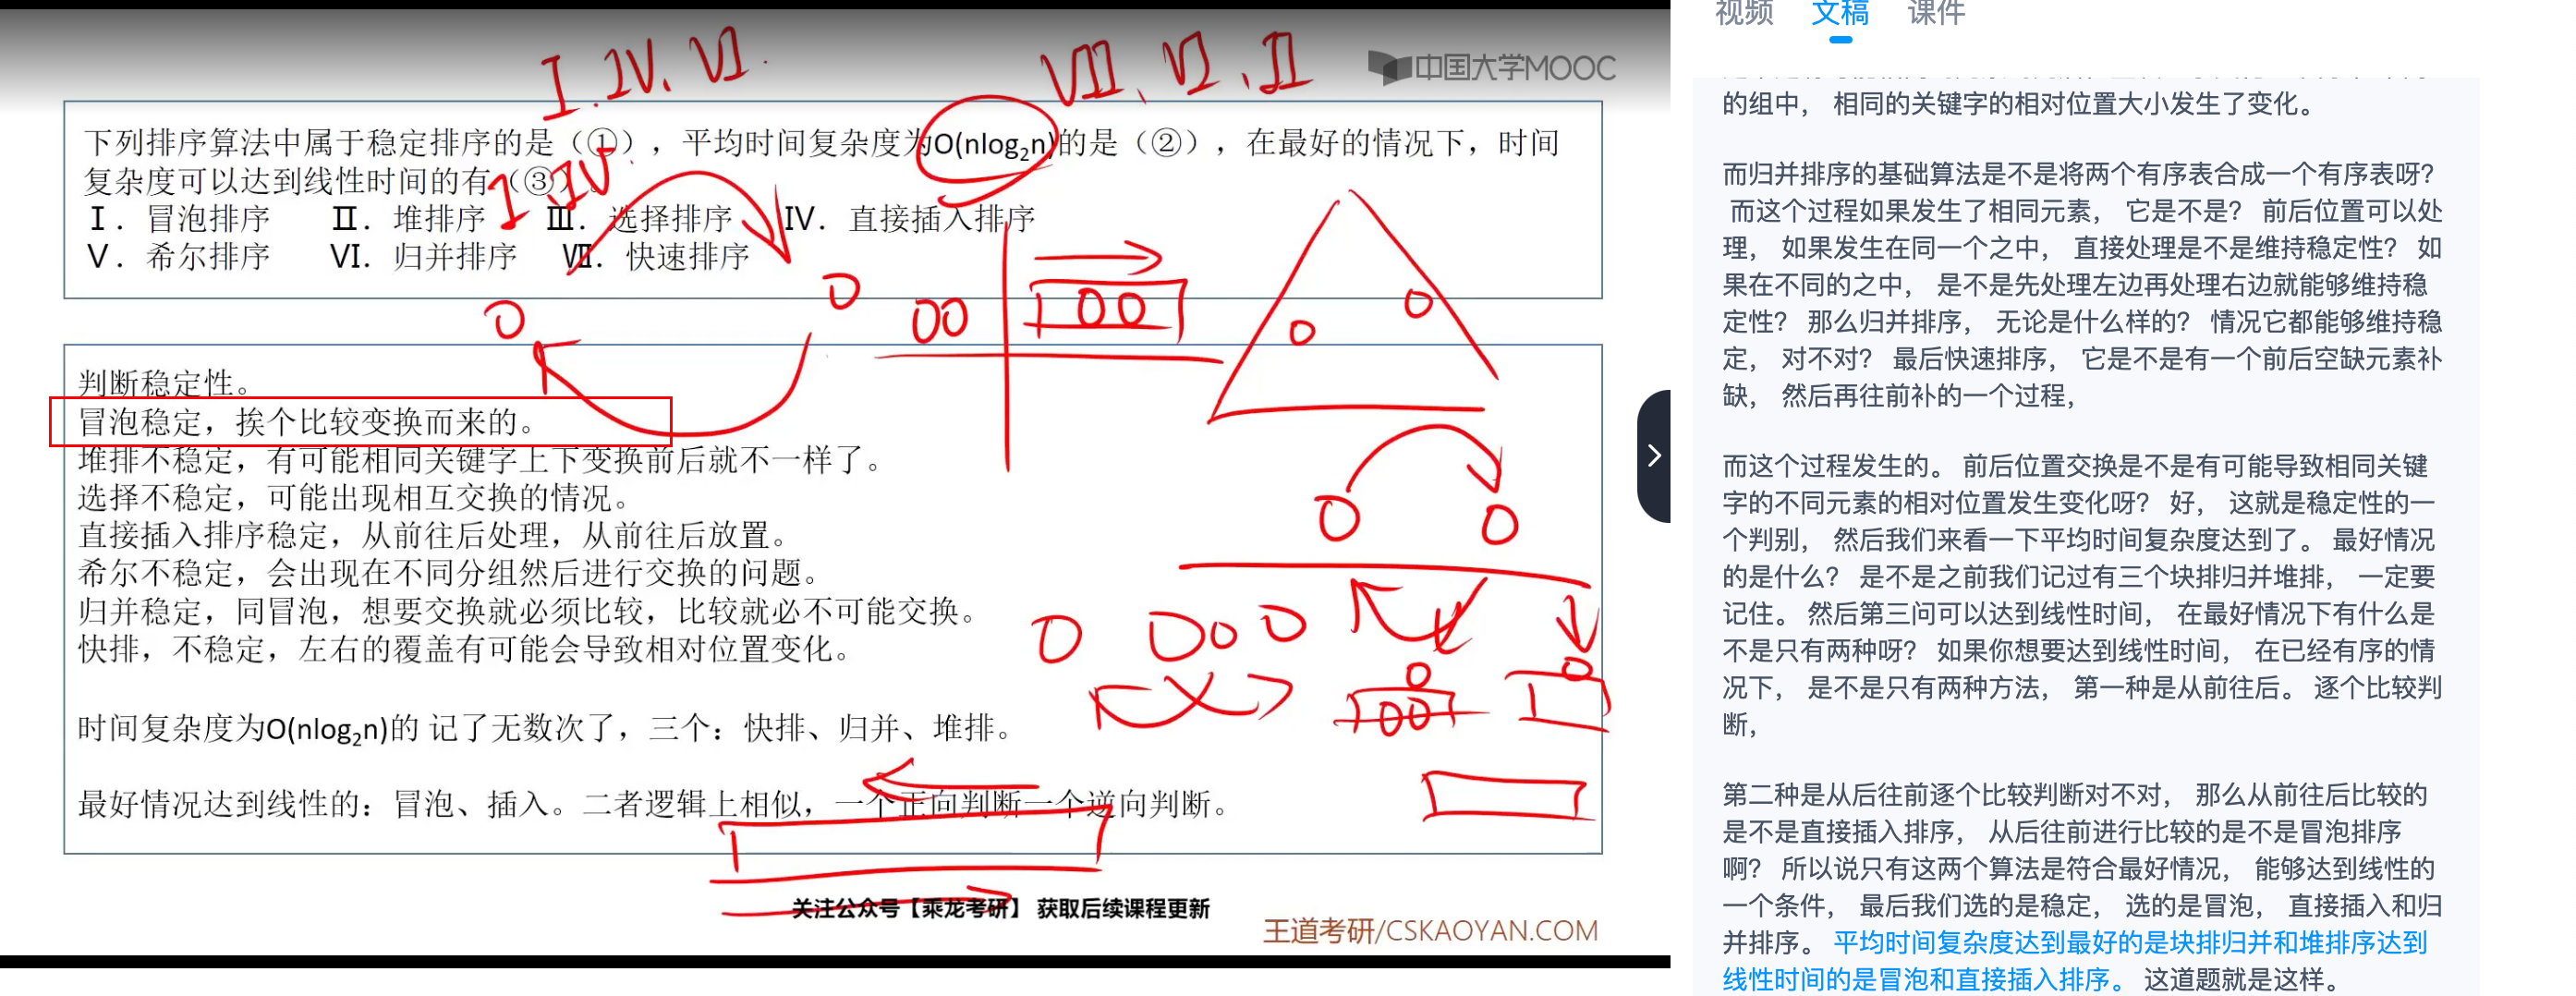 I.IV.VI.
VII、VI、II
中国大学MOOC
下列排序算法中属于稳定排序的是（①），平均时间复杂度为O(nlog₂n)的是（②），在最好的情况下，时间
复杂度可以达到线性时间的有（③）。
I.IV.
Ⅰ. 冒泡排序 Ⅱ. 堆排序 Ⅲ. 选择排序 Ⅳ. 直接插入排序
Ⅴ. 希尔排序 Ⅵ. 归并排序 Ⅶ. 快速排序
判断稳定性。
冒泡稳定，挨个比较变换而来的。
堆排不稳定，有可能相同关键字上下变换前后就不一样了。
选择不稳定，可能出现相互交换的情况。
直接插入排序稳定，从前往后处理，从前往后放置。
希尔不稳定，会出现在不同分组然后进行交换的问题。
归并稳定，同冒泡，想要交换就必须比较，比较就必不可能交换。
快排，不稳定，左右的覆盖有可能会导致相对位置变化。
时间复杂度为O(nlog₂n)的 记了无数次了，三个：快排、归并、堆排。
最好情况达到线性的：冒泡、插入。二者逻辑上相似，一个正向判断一个逆向判断。
关注公众号【乘龙考研】 获取后续课程更新
王道考研/CSKAOYAN.COM
视频 文稿 课件
的组中， 相同的关键字的相对位置大小发生了变化。
而归并排序的基础算法是不是将两个有序表合成一个有序表呀？
而这个过程如果发生了相同元素， 它是不是？ 前后位置可以处
理， 如果发生在同一个之中， 直接处理是不是维持稳定性？ 如
果在不同的之中， 是不是先处理左边再处理右边就能够维持稳
定性？ 那么归并排序， 无论是什么样的？ 情况它都能够维持稳
定， 对不对？ 最后快速排序， 它是不是有一个前后空缺元素补
缺， 然后再往前补的一个过程，
而这个过程发生的。 前后位置交换是不是有可能导致相同关键
字的不同元素的相对位置发生变化呀？ 好， 这就是稳定性的一
个判别， 然后我们来看一下平均时间复杂度达到了。 最好情况
的是什么？ 是不是之前我们记过有三个块排归并堆排， 一定要
记住。 然后第三问可以达到线性时间， 在最好情况下有什么是
不是只有两种呀？ 如果你想要达到线性时间， 在已经有序的情
况下， 是不是只有两种方法， 第一种是从前往后。 逐个比较判
断，
第二种是从后往前逐个比较判断对不对， 那么从前往后比较的
是不是直接插入排序， 从后往前进行比较的是不是冒泡排序
啊？ 所以说只有这两个算法是符合最好情况， 能够达到线性的
一个条件， 最后我们选的是稳定， 选的是冒泡， 直接插入和归
并排序。 平均时间复杂度达到最好的是块排归并和堆排序达到
线性时间的是冒泡和直接插入排序。 这道题就是这样。